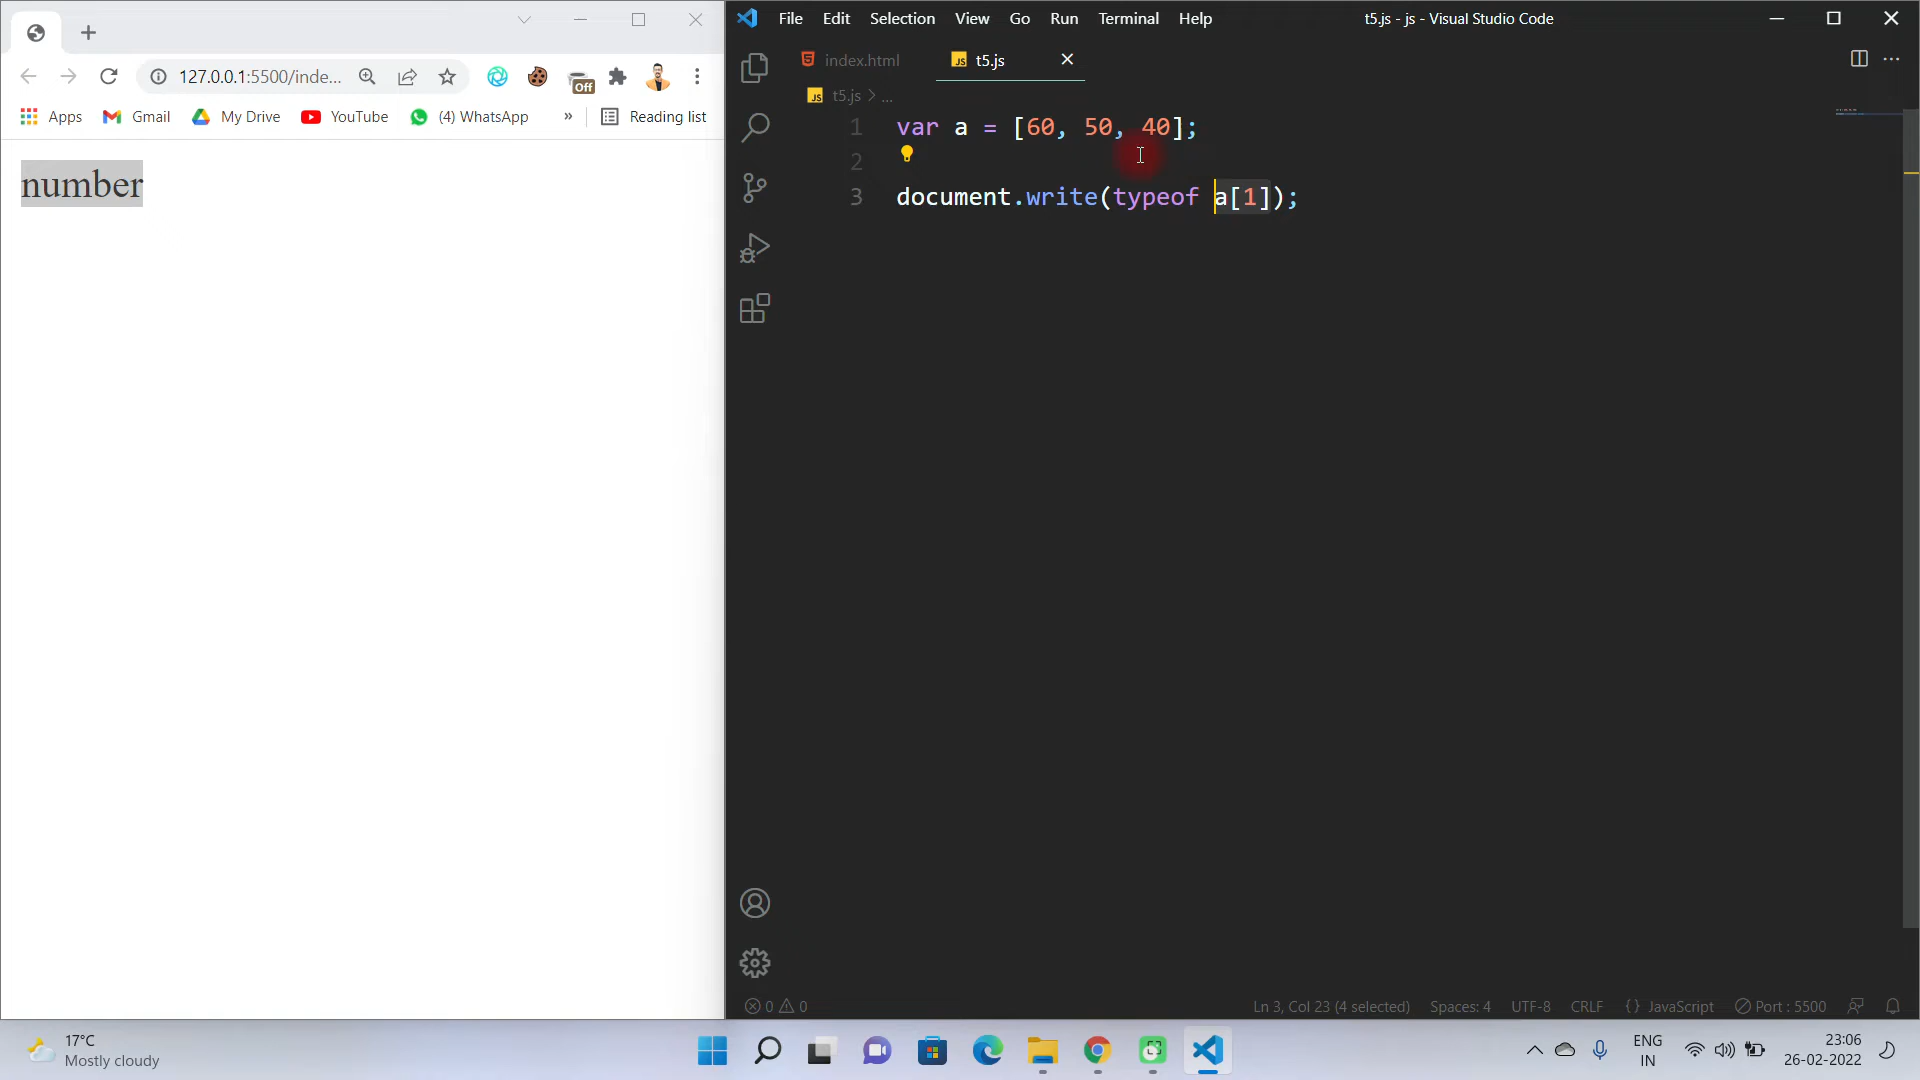 File Edit Selection View Go Run Terminal Help
t5.js - js - Visual Studio Code
127.0.0.1:5500/inde...
Off
Apps Gmail My Drive YouTube (4) WhatsApp » Reading list
number
index.html
JS t5.js
JS t5.js > ...
1 var a = [60, 50, 40];
2
3 document.write(typeof a[1]);
0 0
Ln 3, Col 23 (4 selected) Spaces: 4 UTF-8 CRLF {} JavaScript Port : 5500
17°C
Mostly cloudy
ENG
IN
23:06
26-02-2022